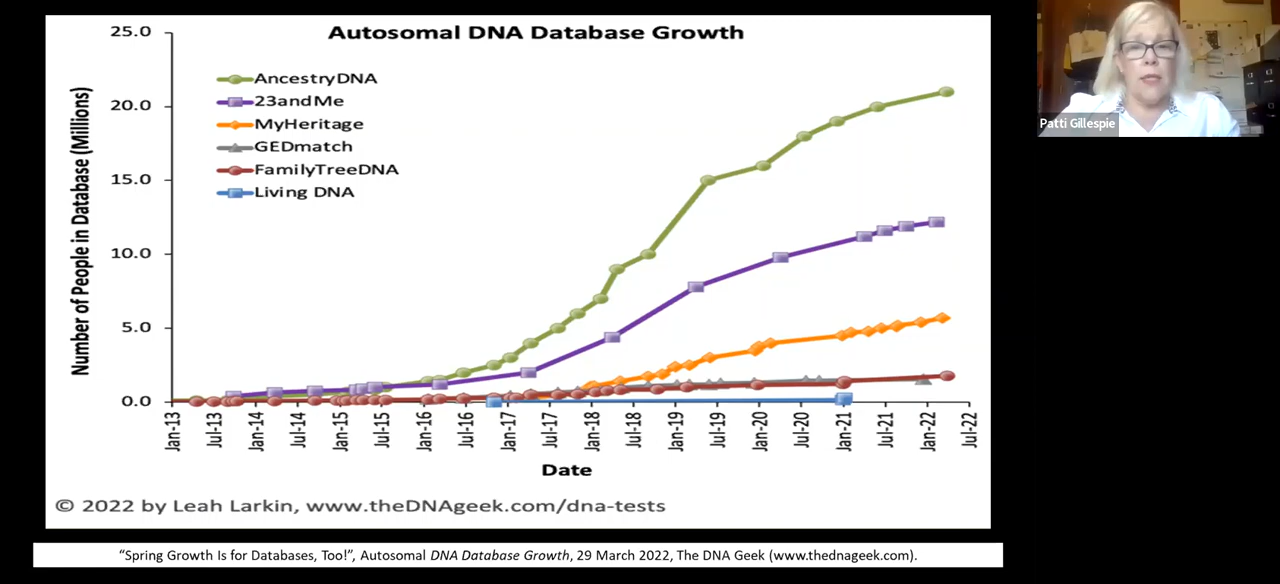 Autosomal DNA Database Growth
Number of People in Database (Millions)
25.0
20.0
15.0
10.0
5.0
0.0
AncestryDNA
23andMe
MyHeritage
GEDmatch
FamilyTreeDNA
Living DNA
Jan-13
Jul-13
Jan-14
Jul-14
Jan-15
Jul-15
Jan-16
Jul-16
Jan-17
Jul-17
Jan-18
Jul-18
Jan-19
Jul-19
Jan-20
Jul-20
Jan-21
Jul-21
Jan-22
Jul-22
Date
© 2022 by Leah Larkin, www.theDNAgeek.com/dna-tests
“Spring Growth Is for Databases, Too!”, Autosomal DNA Database Growth, 29 March 2022, The DNA Geek (www.thednageek.com).
Patti Gillespie